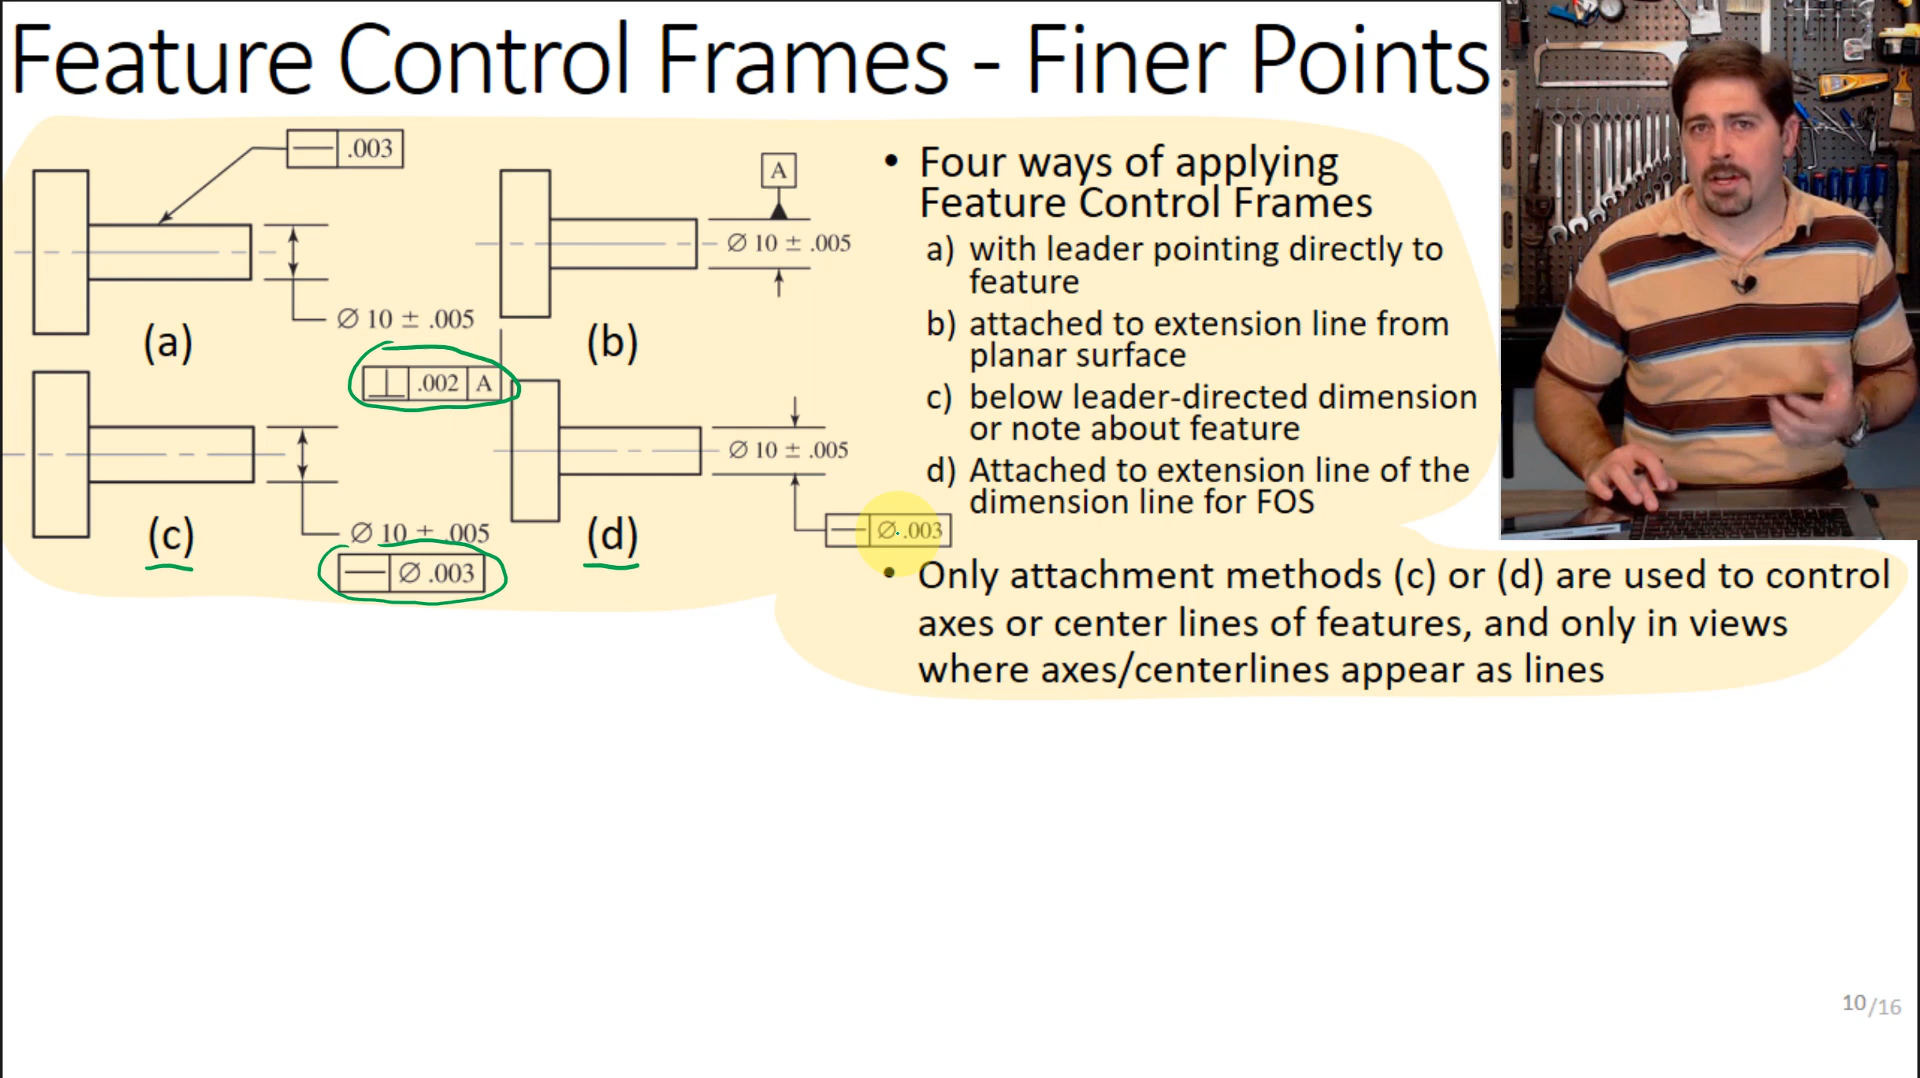 Feature Control Frames - Finer Points
.003
∅ 10 ± .005
(a)
A
∅ 10 ± .005
(b)
.002 A
∅ 10 ± .005
(c)
∅ .003
∅ 10 ± .005
(d)
∅ .003
• Four ways of applying
Feature Control Frames
a) with leader pointing directly to
feature
b) attached to extension line from
planar surface
c) below leader-directed dimension
or note about feature
d) Attached to extension line of the
dimension line for FOS
• Only attachment methods (c) or (d) are used to control
axes or center lines of features, and only in views
where axes/centerlines appear as lines
10/16